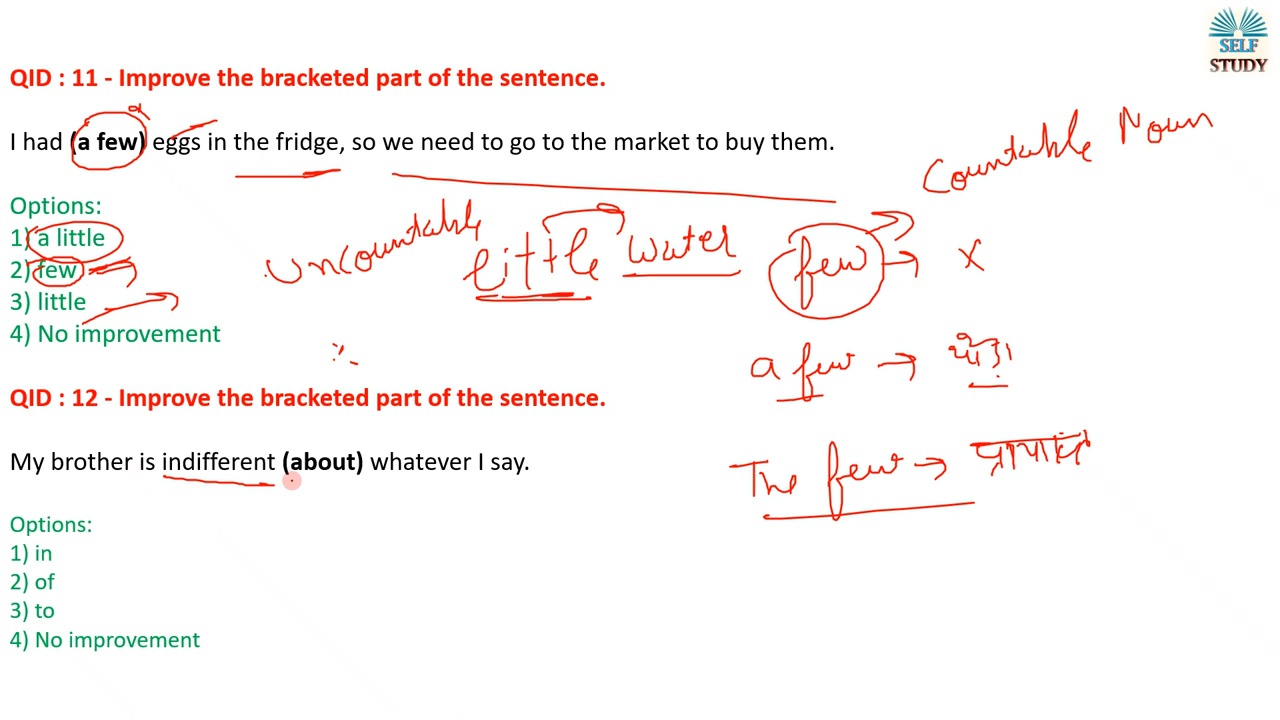 SELF
STUDY
QID : 11 - Improve the bracketed part of the sentence.
I had (a few) eggs in the fridge, so we need to go to the market to buy them.
Countable Noun
Options:
1) a little
2) few
3) little
4) No improvement
Uncountable
little water
few → X
a few → थोड़ा
The few →
QID : 12 - Improve the bracketed part of the sentence.
My brother is indifferent (about) whatever I say.
Options:
1) in
2) of
3) to
4) No improvement